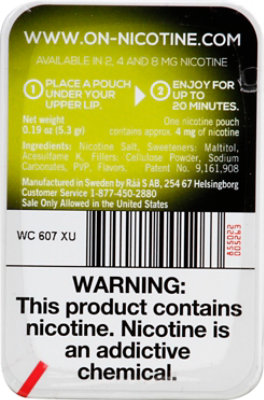 WWW.ON-NICOTINE.COM
AVAILABLE IN 2, 4 AND 8 MG NICOTINE
1 PLACE A POUCH UNDER YOUR UPPER LIP.
2 ENJOY FOR UP TO 20 MINUTES.
Net weight
0.19 oz (5.3 gr)
One nicotine pouch
contains approx. 4 mg of nicotine
Ingredients: Nicotine Salt, Sweeteners: Maltitol,
Acesulfame K, Fillers: Cellulose Powder, Sodium
Carbonates, PVP, Flavors. Patent No. 9,161,908
Manufactured in Sweden by Råå S AB, 254 67 Helsingborg
Customer Service 1-877-450-2880
Sale Only Allowed in the United States
WC 607 XU
WARNING:
This product contains
nicotine. Nicotine is
an addictive
chemical.